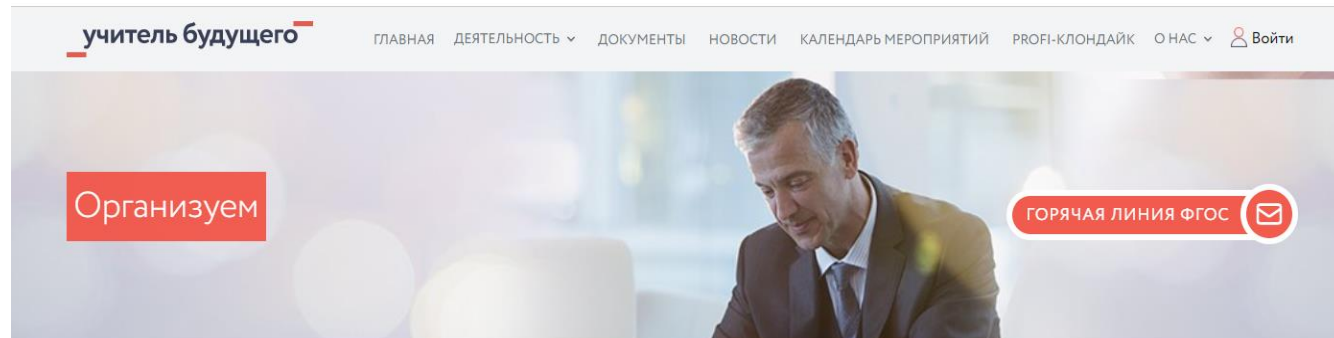 учитель будущего
ГЛАВНАЯ ДЕЯТЕЛЬНОСТЬ ДОКУМЕНТЫ НОВОСТИ КАЛЕНДАРЬ МЕРОПРИЯТИЙ PROFI-КЛОНДАЙК О НАС Войти
Организуем
ГОРЯЧАЯ ЛИНИЯ ФГОС